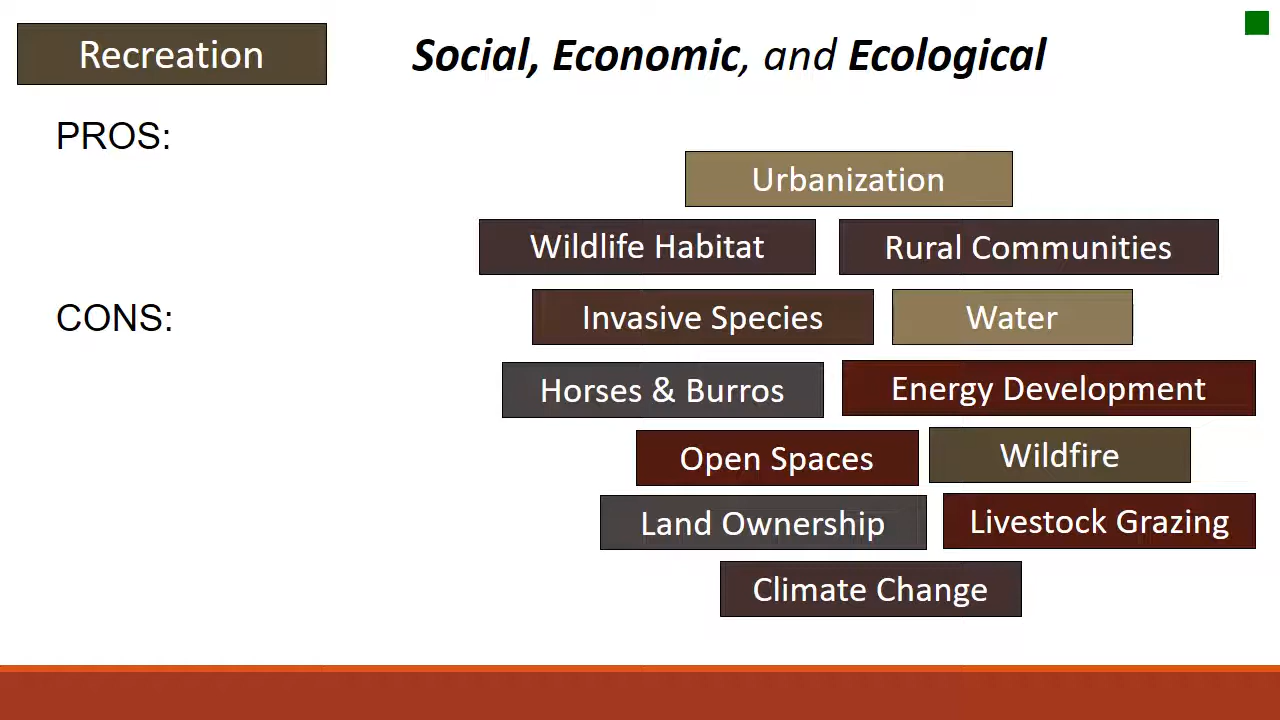 Recreation
Social, Economic, and Ecological
PROS:
Urbanization
Wildlife Habitat
Rural Communities
CONS:
Invasive Species
Water
Horses & Burros
Energy Development
Open Spaces
Wildfire
Land Ownership
Livestock Grazing
Climate Change